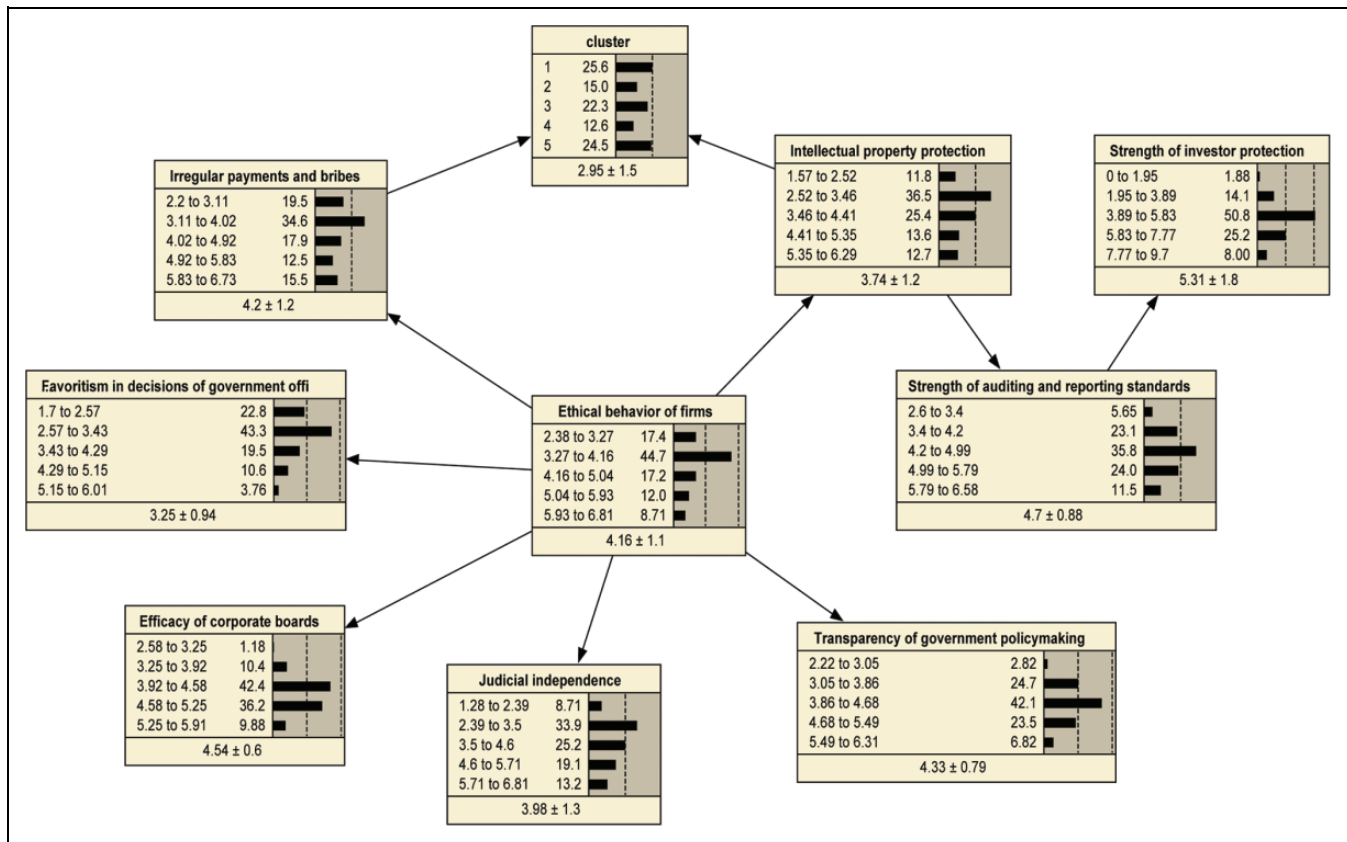 cluster
1 25.6
2 15.0
3 22.3
4 12.6
5 24.5
2.95 ± 1.5
Irregular payments and bribes
2.2 to 3.11 19.5
3.11 to 4.02 34.6
4.02 to 4.92 17.9
4.92 to 5.83 12.5
5.83 to 6.73 15.5
4.2 ± 1.2
Intellectual property protection
1.57 to 2.52 11.8
2.52 to 3.46 36.5
3.46 to 4.41 25.4
4.41 to 5.35 13.6
5.35 to 6.29 12.7
3.74 ± 1.2
Strength of investor protection
0 to 1.95 1.88
1.95 to 3.89 14.1
3.89 to 5.83 50.8
5.83 to 7.77 25.2
7.77 to 9.7 8.00
5.31 ± 1.8
Favoritism in decisions of government offi
1.7 to 2.57 22.8
2.57 to 3.43 43.3
3.43 to 4.29 19.5
4.29 to 5.15 10.6
5.15 to 6.01 3.76
3.25 ± 0.94
Ethical behavior of firms
2.38 to 3.27 17.4
3.27 to 4.16 44.7
4.16 to 5.04 17.2
5.04 to 5.93 12.0
5.93 to 6.81 8.71
4.16 ± 1.1
Strength of auditing and reporting standards
2.6 to 3.4 5.65
3.4 to 4.2 23.1
4.2 to 4.99 35.8
4.99 to 5.79 24.0
5.79 to 6.58 11.5
4.7 ± 0.88
Efficacy of corporate boards
2.58 to 3.25 1.18
3.25 to 3.92 10.4
3.92 to 4.58 42.4
4.58 to 5.25 36.2
5.25 to 5.91 9.88
4.54 ± 0.6
Judicial independence
1.28 to 2.39 8.71
2.39 to 3.5 33.9
3.5 to 4.6 25.2
4.6 to 5.71 19.1
5.71 to 6.81 13.2
3.98 ± 1.3
Transparency of government policymaking
2.22 to 3.05 2.82
3.05 to 3.86 24.7
3.86 to 4.68 42.1
4.68 to 5.49 23.5
5.49 to 6.31 6.82
4.33 ± 0.79